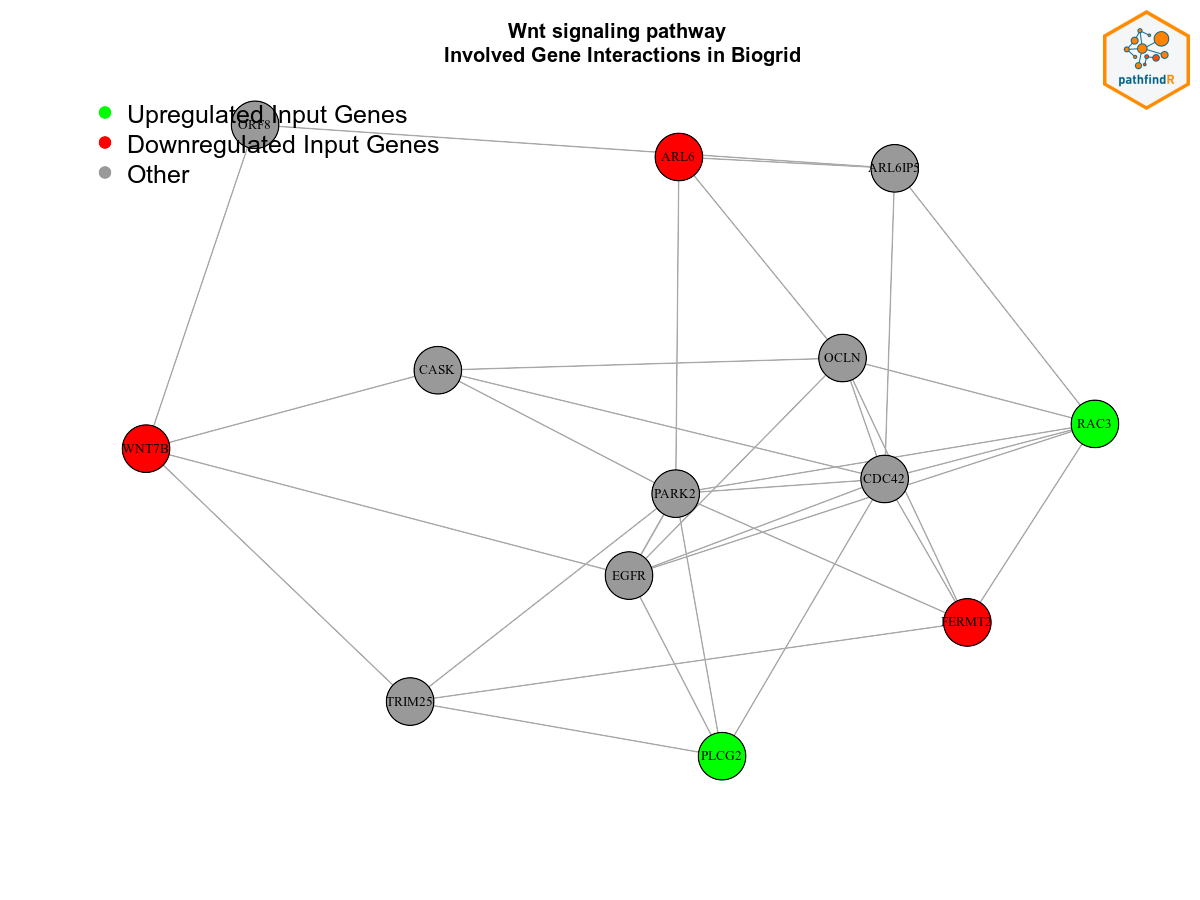 Wnt signaling pathway
Involved Gene Interactions in Biogrid
pathfindR
Upregulated Input Genes
ORF8
Downregulated Input Genes
Other
ARL6
ARL6IP5
OCLN
CASK
RAC3
WNT7B
CDC42
PARK2
EGFR
FERMT2
TRIM25
PLCG2